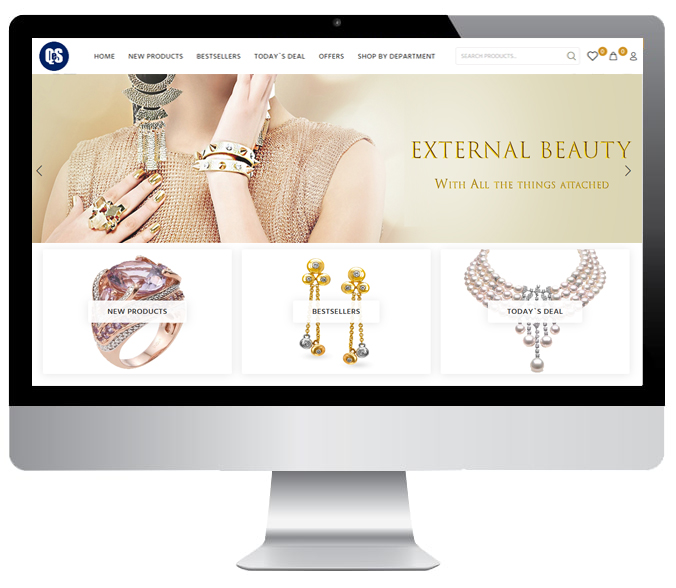 QDS
HOME NEW PRODUCTS BESTSELLERS TODAY`S DEAL OFFERS SHOP BY DEPARTMENT SEARCH PRODUCTS... 0 0
EXTERNAL BEAUTY
WITH ALL THE THINGS ATTACHED
NEW PRODUCTS BESTSELLERS TODAY`S DEAL